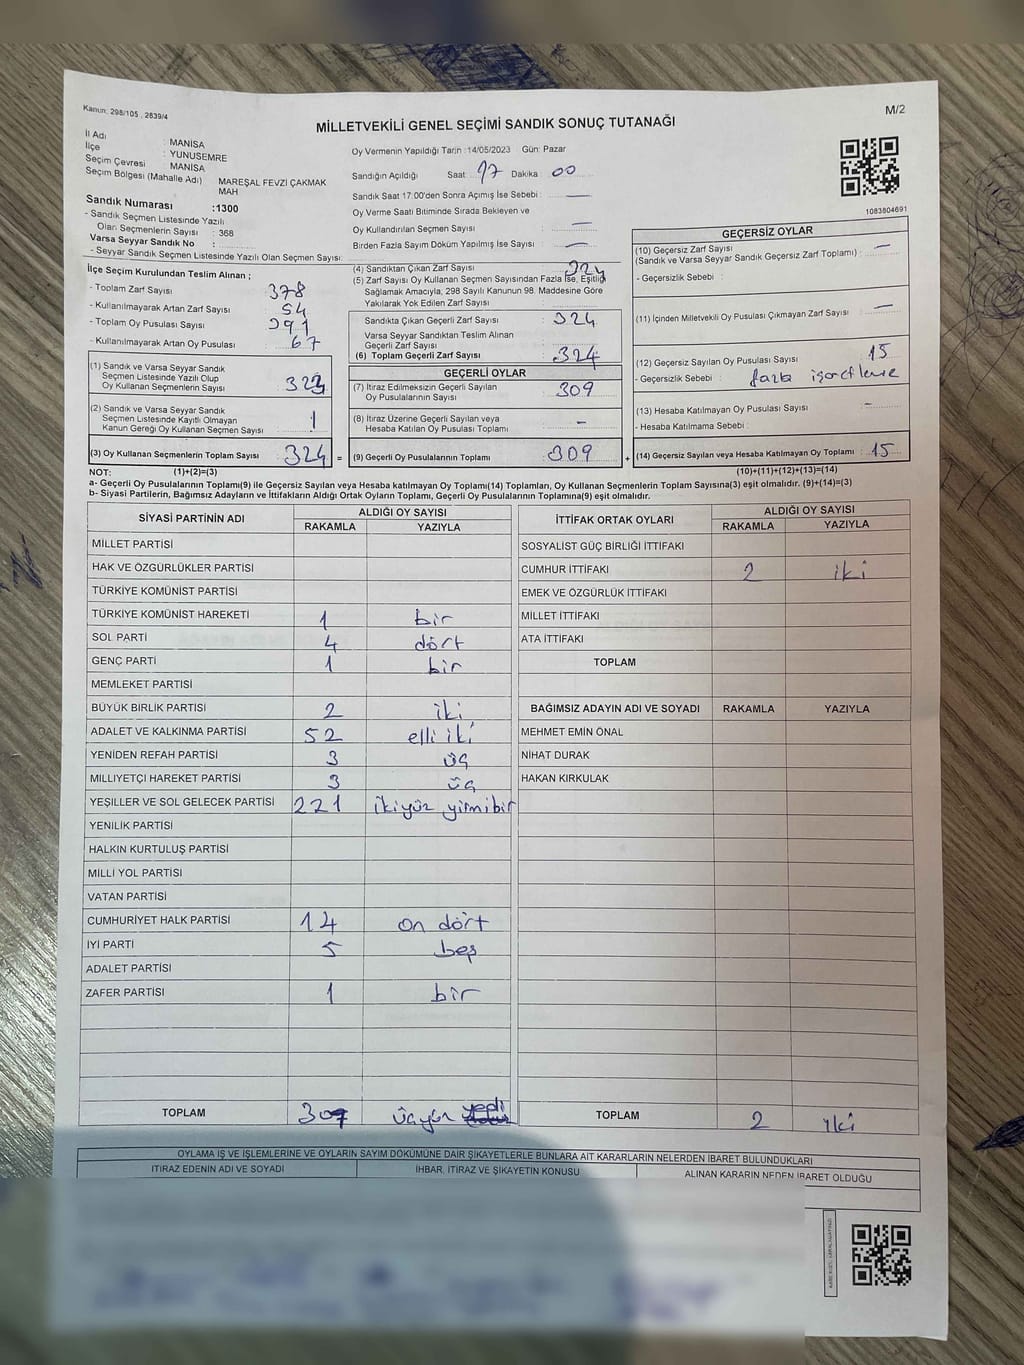 Kanun: 298/105 , 2839/4
M/2
MİLLETVEKİLİ GENEL SEÇİMİ SANDIK SONUÇ TUTANAĞI
İl Adı : MANİSA
İlçe : YUNUSEMRE
Seçim Çevresi : MANİSA
Seçim Bölgesi (Mahalle Adı) MAREŞAL FEVZİ ÇAKMAK MAH
Sandık Numarası :1300
- Sandık Seçmen Listesinde Yazılı
Olan Seçmenlerin Sayısı : 368
Varsa Seyyar Sandık No :
- Seyyar Sandık Seçmen Listesinde Yazılı Olan Seçmen Sayısı:
Oy Vermenin Yapıldığı Tarih :14/05/2023 Gün: Pazar
Sandığın Açıldığı Saat 17 Dakika 00
Sandık Saat 17:00'den Sonra Açımış İse Sebebi : —
Oy Verme Saati Bitiminde Sırada Bekleyen ve
Oy Kullandırılan Seçmen Sayısı : —
Birden Fazla Sayım Döküm Yapılmış İse Sayısı : —
1083804691
İlçe Seçim Kurulundan Teslim Alınan ;
- Toplam Zarf Sayısı : 378
- Kullanılmayarak Artan Zarf Sayısı : 54
- Toplam Oy Pusulası Sayısı : 391
- Kullanılmayarak Artan Oy Pusulası : 67
(1) Sandık ve Varsa Seyyar Sandık
Seçmen Listesinde Yazılı Olup
Oy Kullanan Seçmenlerin Sayısı : 323
(2) Sandık ve Varsa Seyyar Sandık
Seçmen Listesinde Kayıtlı Olmayan
Kanun Gereği Oy Kullanan Seçmen Sayısı : 1
(3) Oy Kullanan Seçmenlerin Toplam Sayısı : 324 =
(4) Sandıktan Çıkan Zarf Sayısı : 324
(5) Zarf Sayısı Oy Kullanan Seçmen Sayısından Fazla İse, Eşitliği
Sağlamak Amacıyla, 298 Sayılı Kanunun 98. Maddesine Göre
Yakılarak Yok Edilen Zarf Sayısı :
Sandıkta Çıkan Geçerli Zarf Sayısı : 324
Varsa Seyyar Sandıktan Teslim Alınan
Geçerli Zarf Sayısı :
(6) Toplam Geçerli Zarf Sayısı : 324
GEÇERLİ OYLAR
(7) İtiraz Edilmeksizin Geçerli Sayılan
Oy Pusulalarının Sayısı : 309
(8) İtiraz Üzerine Geçerli Sayılan veya
Hesaba Katılan Oy Pusulası Toplamı : -
(9) Geçerli Oy Pusulalarının Toplamı : 309 +
GEÇERSİZ OYLAR
(10) Geçersiz Zarf Sayısı
(Sandık ve Varsa Seyyar Sandık Geçersiz Zarf Toplamı) : —
- Geçersizlik Sebebi :
(11) İçinden Milletvekili Oy Pusulası Çıkmayan Zarf Sayısı : —
(12) Geçersiz Sayılan Oy Pusulası Sayısı : 15
- Geçersizlik Sebebi : fazla işaretleme
(13) Hesaba Katılmayan Oy Pusulası Sayısı : -
- Hesaba Katılmama Sebebi :
(14) Geçersiz Sayılan veya Hesaba Katılmayan Oy Toplamı : 15
NOT: (1)+(2)=(3) (10)+(11)+(12)+(13)=(14)
a- Geçerli Oy Pusulalarının Toplamı(9) ile Geçersiz Sayılan veya Hesaba katılmayan Oy Toplamı(14) Toplamları, Oy Kullanan Seçmenlerin Toplam Sayısına(3) eşit olmalıdır. (9)+(14)=(3)
b- Siyasi Partilerin, Bağımsız Adayların ve İttifakların Aldığı Ortak Oyların Toplamı, Geçerli Oy Pusulalarının Toplamına(9) eşit olmalıdır.
SİYASİ PARTİNİN ADI ALDIĞI OY SAYISI
RAKAMLA YAZIYLA
MİLLET PARTİSİ
HAK VE ÖZGÜRLÜKLER PARTİSİ
TÜRKİYE KOMÜNİST PARTİSİ
TÜRKİYE KOMÜNİST HAREKETİ 1 bir
SOL PARTİ 4 dört
GENÇ PARTİ 1 bir
MEMLEKET PARTİSİ
BÜYÜK BİRLİK PARTİSİ 2 iki
ADALET VE KALKINMA PARTİSİ 52 elli iki
YENİDEN REFAH PARTİSİ 3 üç
MİLLİYETÇİ HAREKET PARTİSİ 3 üç
YEŞİLLER VE SOL GELECEK PARTİSİ 221 ikiyüz yirmibir
YENİLİK PARTİSİ
HALKIN KURTULUŞ PARTİSİ
MİLLİ YOL PARTİSİ
VATAN PARTİSİ
CUMHURİYET HALK PARTİSİ 14 on dört
İYİ PARTİ 5 beş
ADALET PARTİSİ
ZAFER PARTİSİ 1 bir
TOPLAM 307 üçyüz yedi
İTTİFAK ORTAK OYLARI ALDIĞI OY SAYISI
RAKAMLA YAZIYLA
SOSYALİST GÜÇ BİRLİĞİ İTTİFAKI
CUMHUR İTTİFAKI 2 iki
EMEK VE ÖZGÜRLÜK İTTİFAKI
MİLLET İTTİFAKI
ATA İTTİFAKI
TOPLAM
BAĞIMSIZ ADAYIN ADI VE SOYADI RAKAMLA YAZIYLA
MEHMET EMİN ÖNAL
NİHAT DURAK
HAKAN KIRKULAK
TOPLAM 2 iki
OYLAMA İŞ VE İŞLEMLERİNE VE OYLARIN SAYIM DÖKÜMÜNE DAİR ŞİKAYETLERLE BUNLARA AİT KARARLARIN NELERDEN İBARET BULUNDUKLARI
İTİRAZ EDENİN ADI VE SOYADI İHBAR, İTİRAZ VE ŞİKAYETİN KONUSU ALINAN KARARIN NEDEN İBARET OLDUĞU